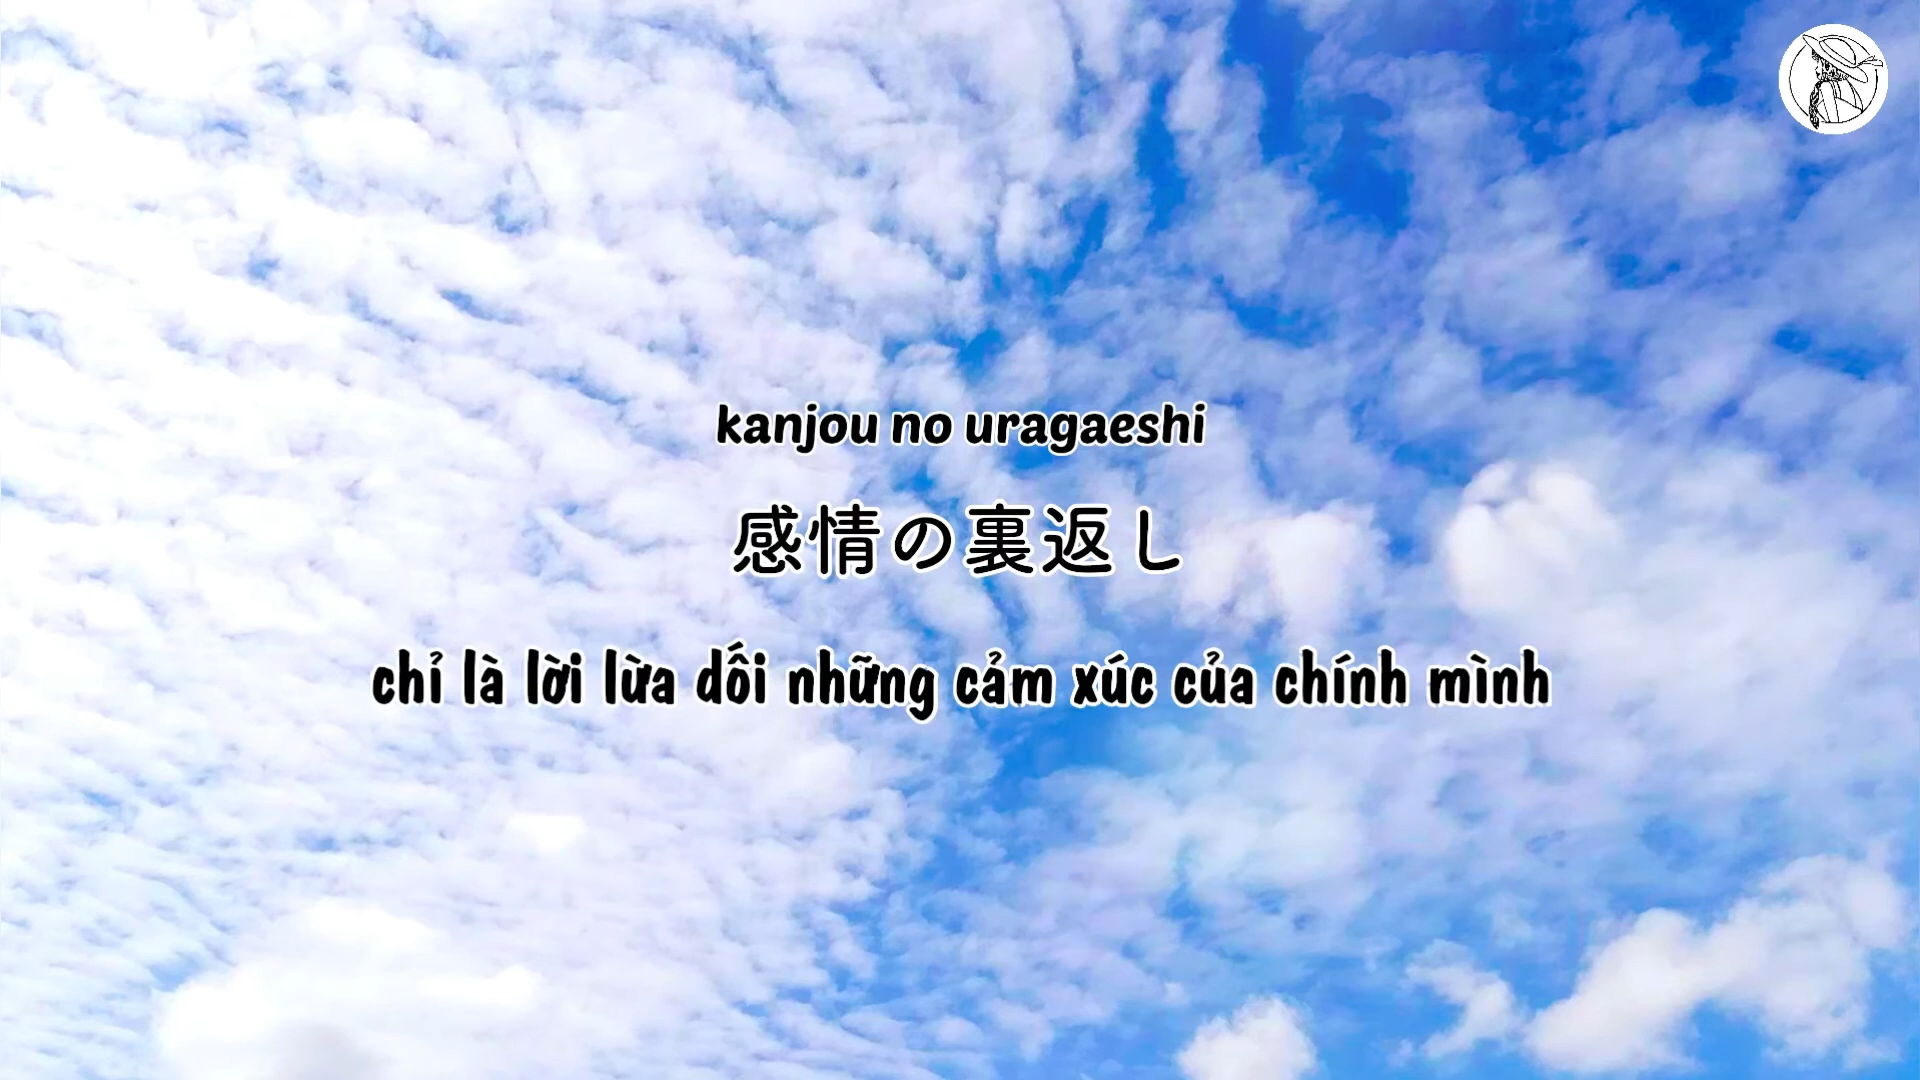 kanjou no uragaeshi
感情の裏返し
chỉ là lời lừa dối những cảm xúc của chính mình